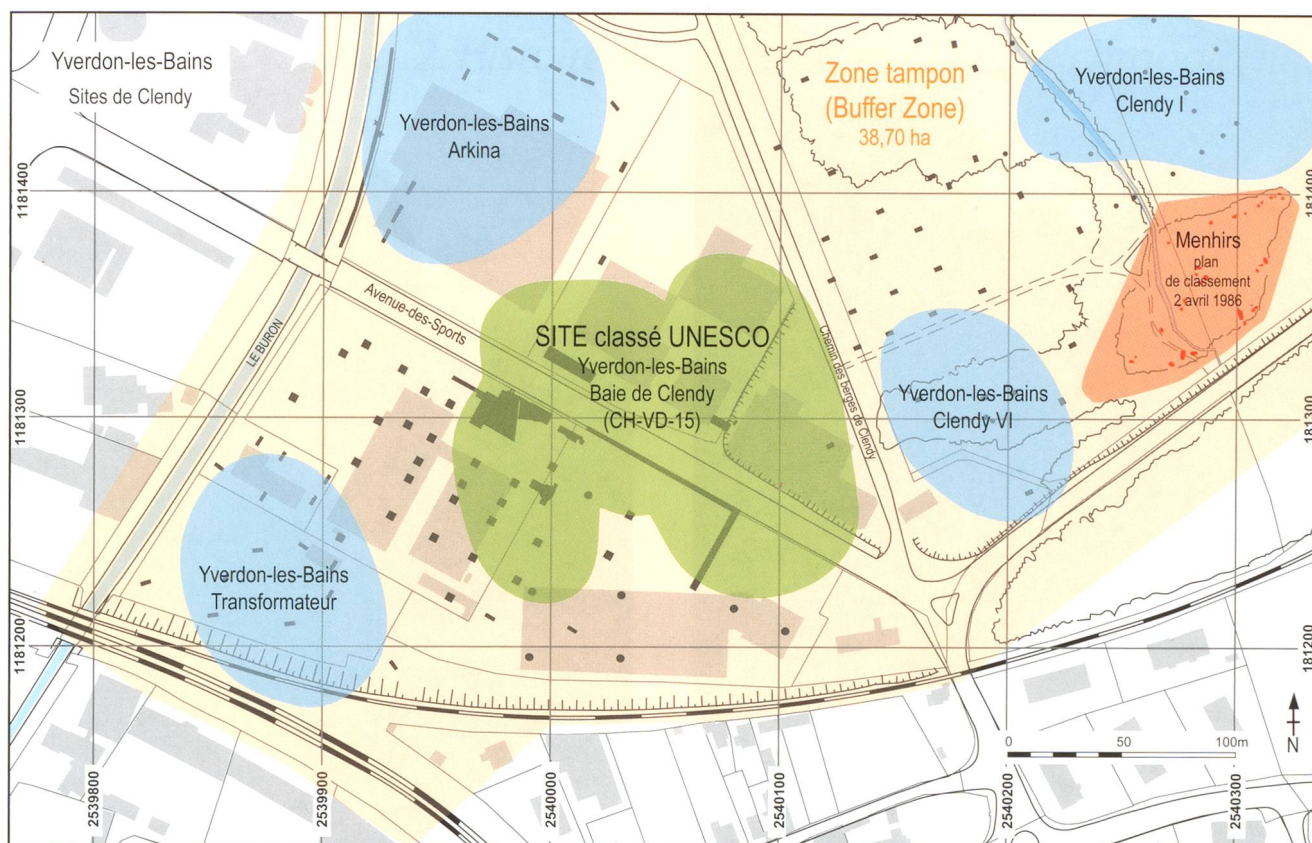 Yverdon-les-Bains
Sites de Clendy
Yverdon-les-Bains
Arkina
Zone tampon
(Buffer Zone)
38,70 ha
Yverdon-les-Bains
Clendy I
1181400
1181400
Menhirs
plan
de classement
2 avril 1986
Avenue-des-Sports
LE BURON
SITE classé UNESCO
Yverdon-les-Bains
Baie de Clendy
(CH-VD-15)
Chemin des berges de Clendy
Yverdon-les-Bains
Clendy VI
1181300
1181300
Yverdon-les-Bains
Transformateur
1181200
1181200
N
0 50 100m
2539800
2539900
2540000
2540100
2540200
2540300